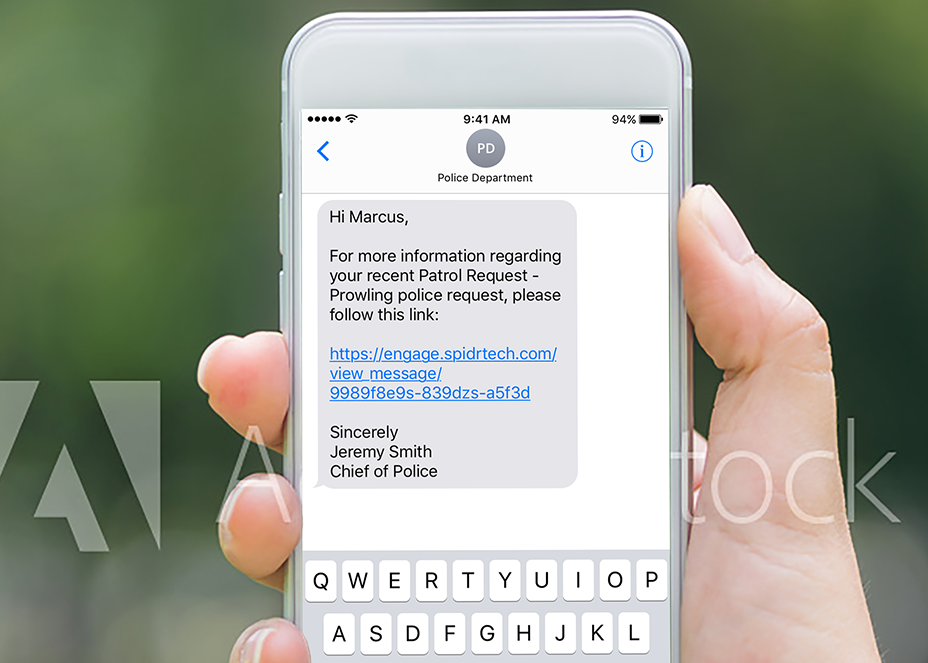 9:41 AM
94%
PD
Police Department
Hi Marcus,
For more information regarding
your recent Patrol Request -
Prowling police request, please
follow this link:
https://engage.spidrtech.com/
view_message/
9989f8e9s-839dzs-a5f3d
Sincerely
Jeremy Smith
Chief of Police
A tock
Q W E R T Y U I O P
A S D F G H J K L